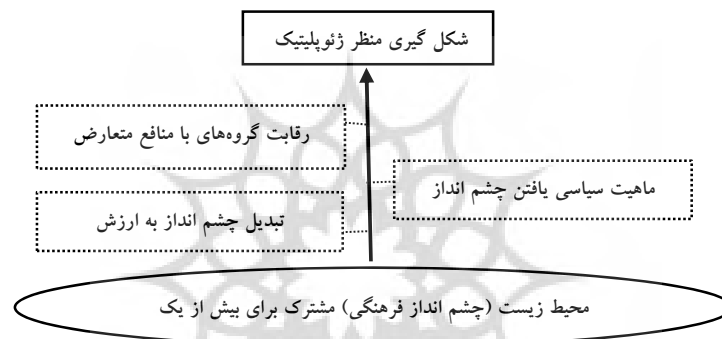 شکل گیری منظر ژئوپلیتیک
رقابت گروه‌های با منافع متعارض
ماهیت سیاسی یافتن چشم انداز
تبدیل چشم انداز به ارزش
محیط زیست (چشم انداز فرهنگی) مشترک برای بیش از یک